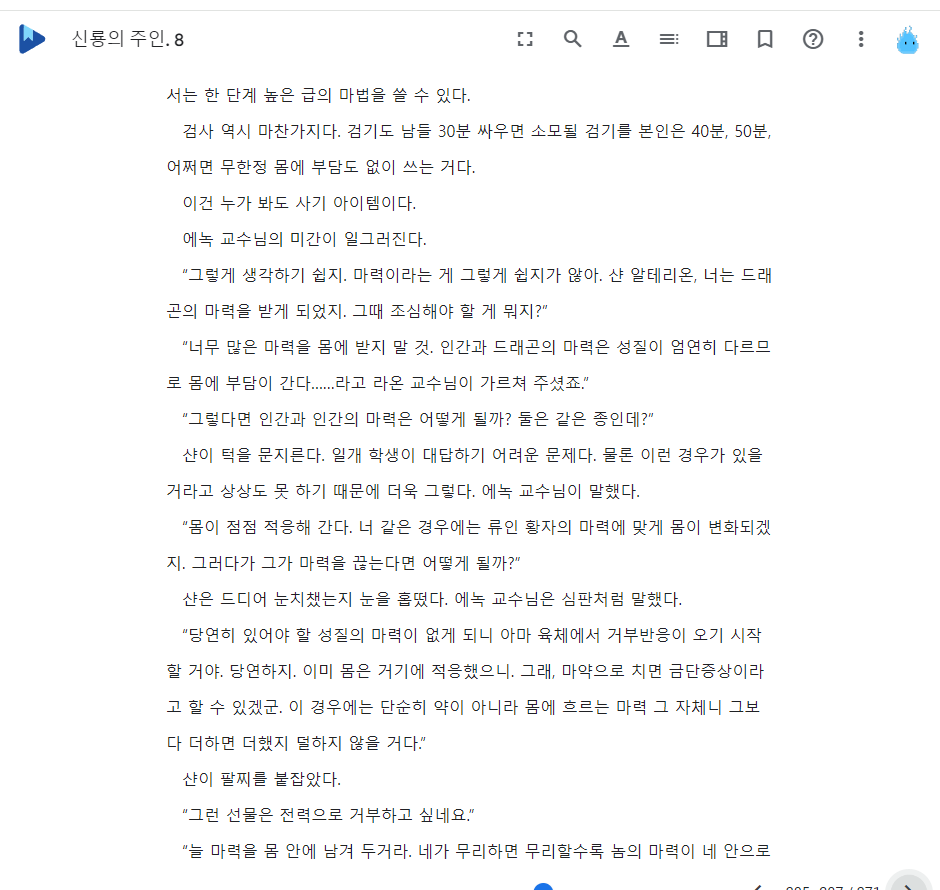 신룡의 주인. 8
서는 한 단계 높은 급의 마법을 쓸 수 있다.
검사 역시 마찬가지다. 검기도 남들 30분 싸우면 소모될 검기를 본인은 40분, 50분,
어쩌면 무한정 몸에 부담도 없이 쓰는 거다.
이건 누가 봐도 사기 아이템이다.
에녹 교수님의 미간이 일그러진다.
“그렇게 생각하기 쉽지. 마력이라는 게 그렇게 쉽지가 않아. 샨 알테리온, 너는 드래
곤의 마력을 받게 되었지. 그때 조심해야 할 게 뭐지?”
“너무 많은 마력을 몸에 받지 말 것. 인간과 드래곤의 마력은 성질이 엄연히 다르므
로 몸에 부담이 간다……라고 라온 교수님이 가르쳐 주셨죠.”
“그렇다면 인간과 인간의 마력은 어떻게 될까? 둘은 같은 종인데?”
샨이 턱을 문지른다. 일개 학생이 대답하기 어려운 문제다. 물론 이런 경우가 있을
거라고 상상도 못 하기 때문에 더욱 그렇다. 에녹 교수님이 말했다.
“몸이 점점 적응해 간다. 너 같은 경우에는 류인 황자의 마력에 맞게 몸이 변화되겠
지. 그러다가 그가 마력을 끊는다면 어떻게 될까?”
샨은 드디어 눈치챘는지 눈을 홉떴다. 에녹 교수님은 심판처럼 말했다.
“당연히 있어야 할 성질의 마력이 없게 되니 아마 육체에서 거부반응이 오기 시작
할 거야. 당연하지. 이미 몸은 거기에 적응했으니. 그래, 마약으로 치면 금단증상이라
고 할 수 있겠군. 이 경우에는 단순히 약이 아니라 몸에 흐르는 마력 그 자체니 그보
다 더하면 더했지 덜하지 않을 거다.”
샨이 팔찌를 붙잡았다.
“그런 선물은 전력으로 거부하고 싶네요.”
“늘 마력을 몸 안에 남겨 두거라. 네가 무리하면 무리할수록 놈의 마력이 네 안으로